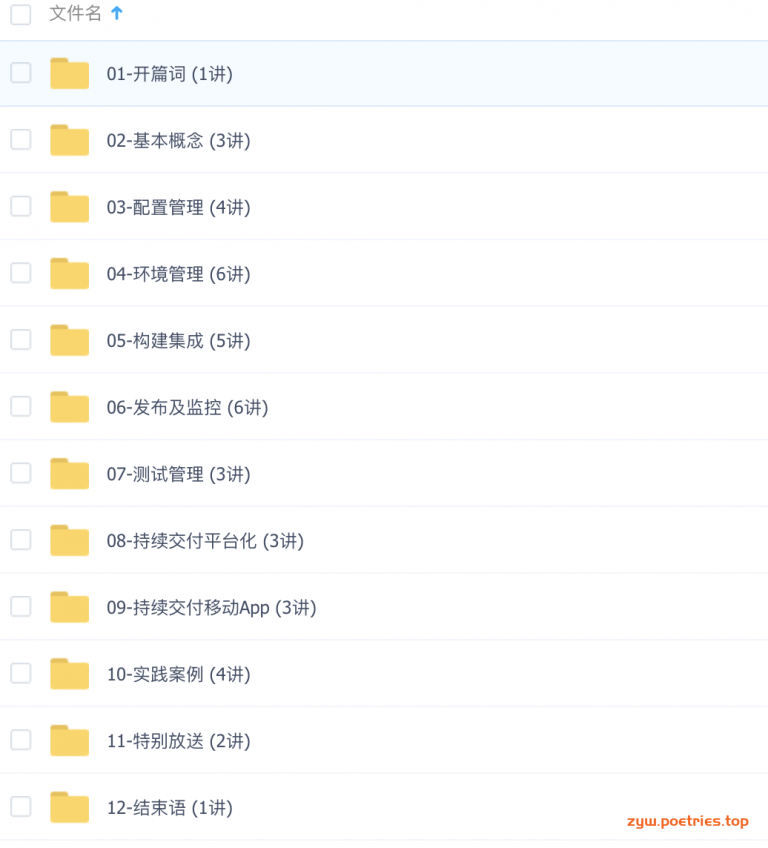 文件名
01-开篇词 (1讲)
02-基本概念 (3讲)
03-配置管理 (4讲)
04-环境管理 (6讲)
05-构建集成 (5讲)
06-发布及监控 (6讲)
07-测试管理 (3讲)
08-持续交付平台化 (3讲)
09-持续交付移动App (3讲)
10-实践案例 (4讲)
11-特别放送 (2讲)
12-结束语 (1讲)
zyw.poetries.top